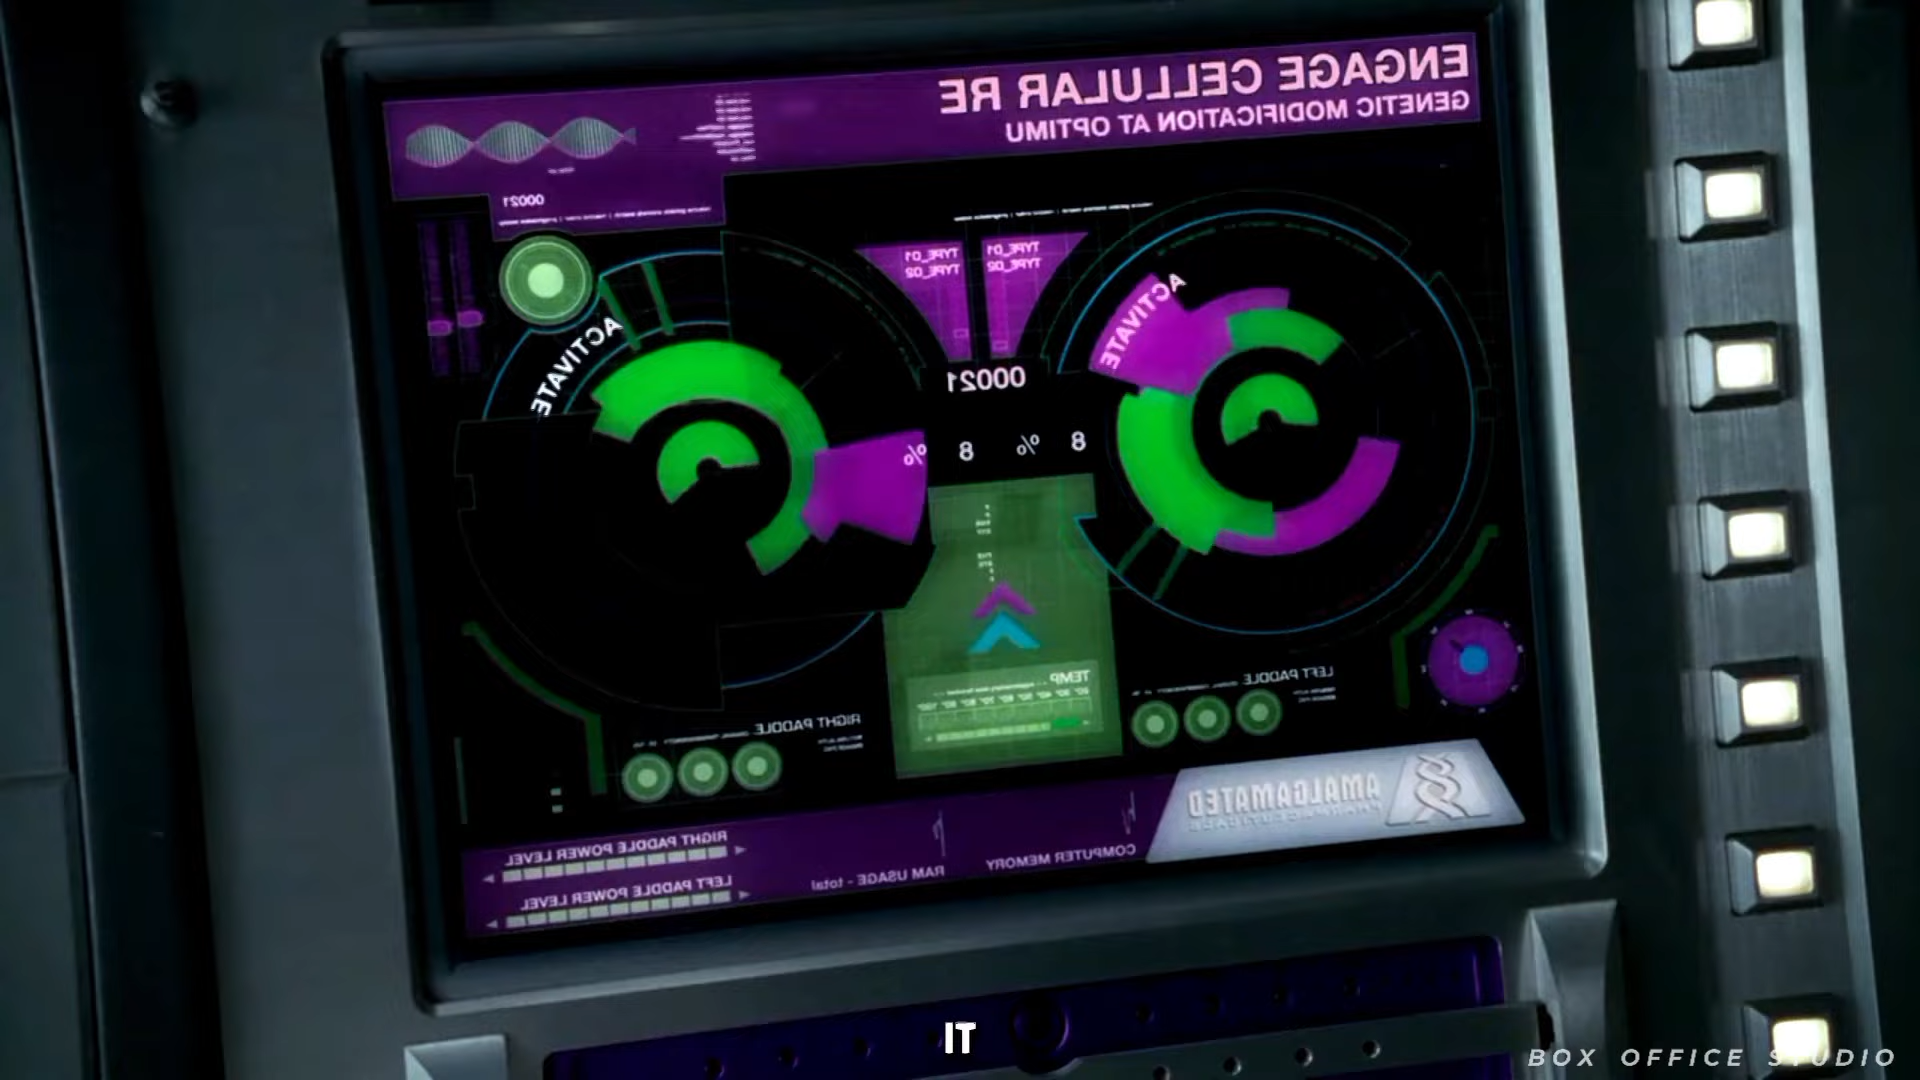 ENGAGE CELLULAR RE
GENETIC MODIFICATION AT OPTIMU
00021
TYPE_01
TYPE_02
TYPE_01
TYPE_02
ACTIVATE
ACTIVATE
00021
8 % 8 %
TEMP
LEFT PADDLE
RIGHT PADDLE
AMALGAMATED
COMPUTER MEMORY
RAM USAGE - total
RIGHT PADDLE POWER LEVEL
LEFT PADDLE POWER LEVEL
IT
BOX OFFICE STUDIO